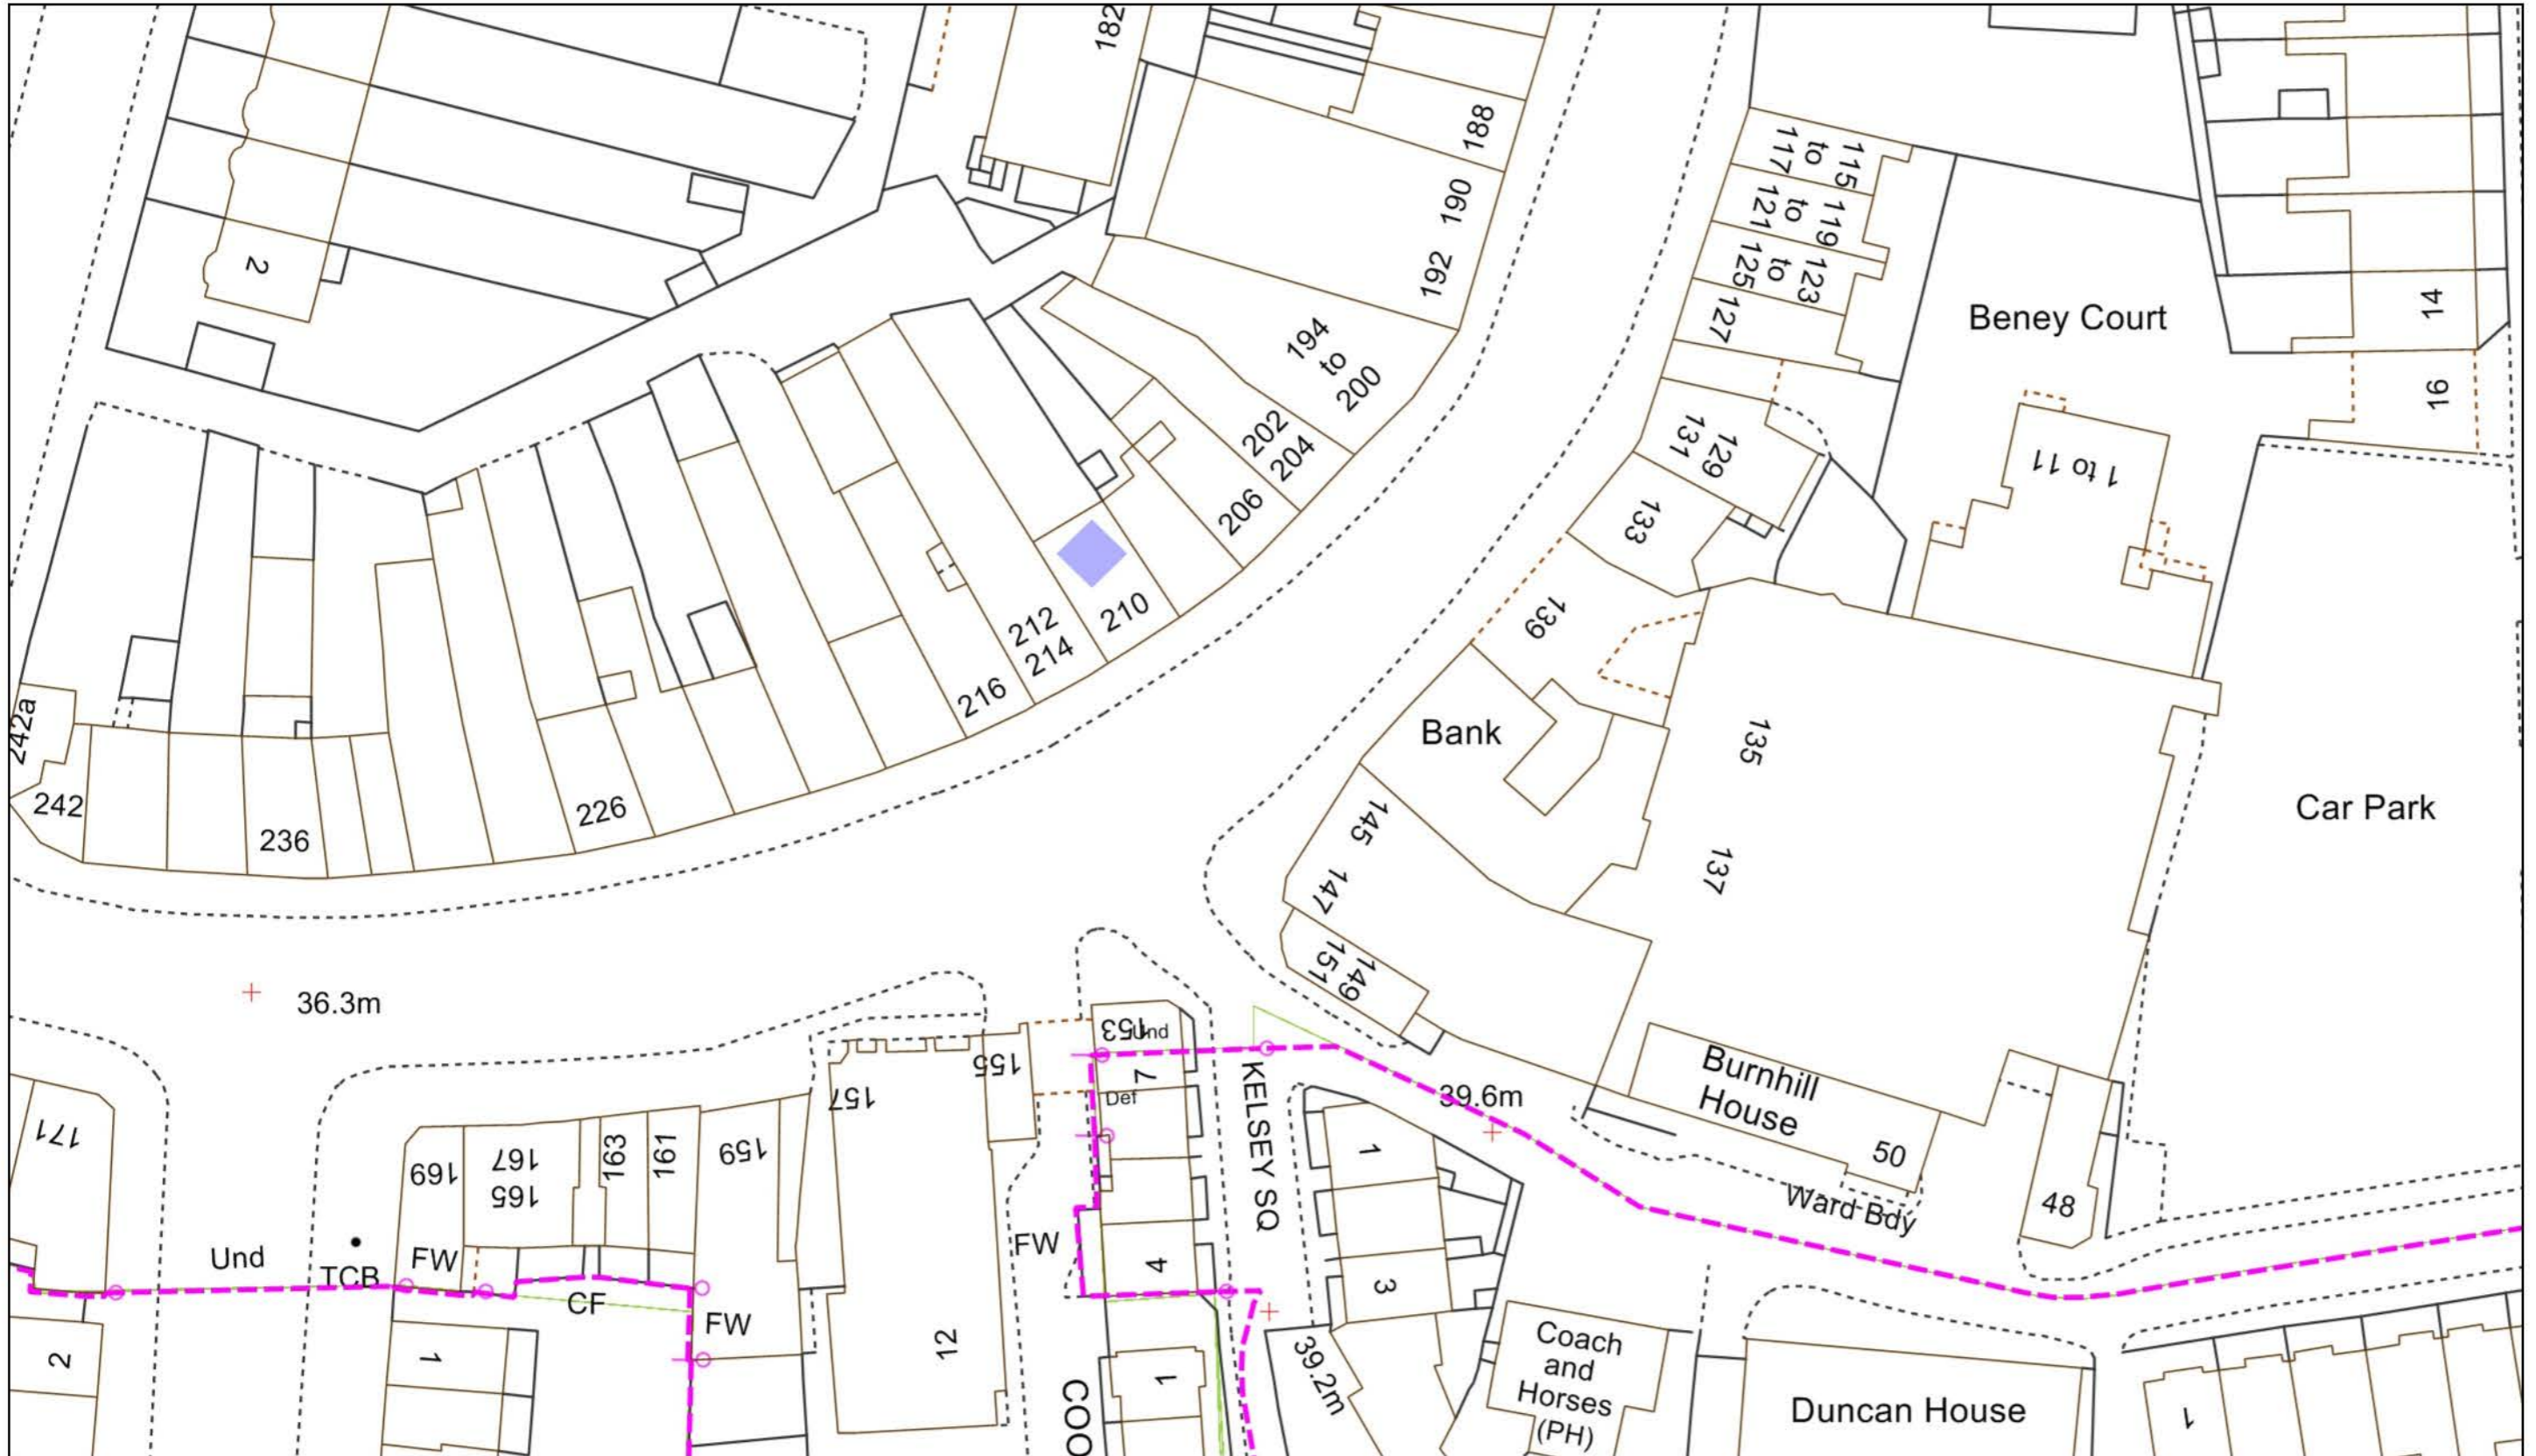 182
188
190
192
194
to
200
202
204
206
210
212
214
216
226
236
242
242a
2
115
to
117
119
to
121
123
to
125
127
129
131
133
139
Bank
135
137
145
147
149
151
Beney Court
1 to 11
14
16
Car Park
36.3m
153
Und
7
Def
155
157
KELSEY SQ
39.6m
Burnhill
House
50
48
Ward Bdy
171
169
167
165
163
161
159
Und
TCB
FW
CF
FW
FW
4
1
3
12
2
1
1
COO
39.2m
Coach
and
Horses
(PH)
Duncan House
1